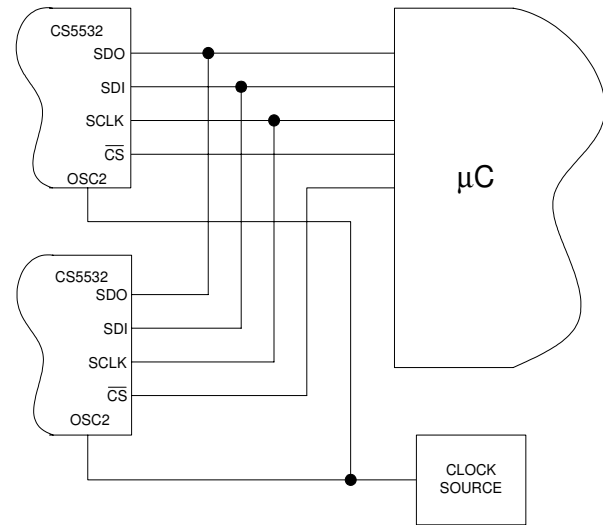 CS5532
SDO
SDI
SCLK
CS
OSC2
μC
CS5532
SDO
SDI
SCLK
CS
OSC2
CLOCK
SOURCE